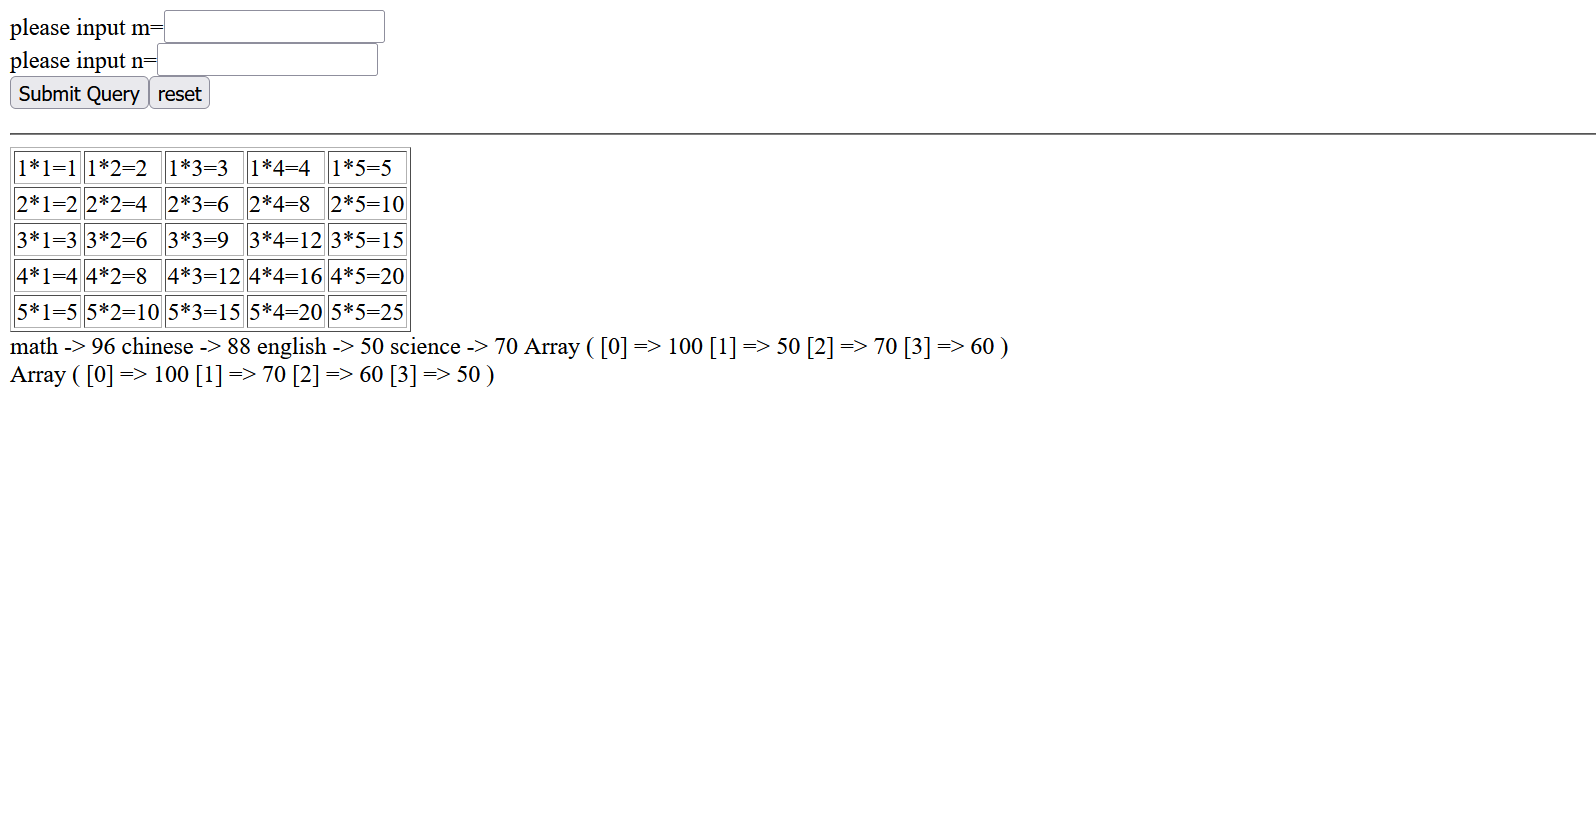 please input m=
please input n=
Submit Query reset
1*1=1 1*2=2 1*3=3 1*4=4 1*5=5
2*1=2 2*2=4 2*3=6 2*4=8 2*5=10
3*1=3 3*2=6 3*3=9 3*4=12 3*5=15
4*1=4 4*2=8 4*3=12 4*4=16 4*5=20
5*1=5 5*2=10 5*3=15 5*4=20 5*5=25
math -> 96 chinese -> 88 english -> 50 science -> 70 Array ( [0] => 100 [1] => 50 [2] => 70 [3] => 60 )
Array ( [0] => 100 [1] => 70 [2] => 60 [3] => 50 )